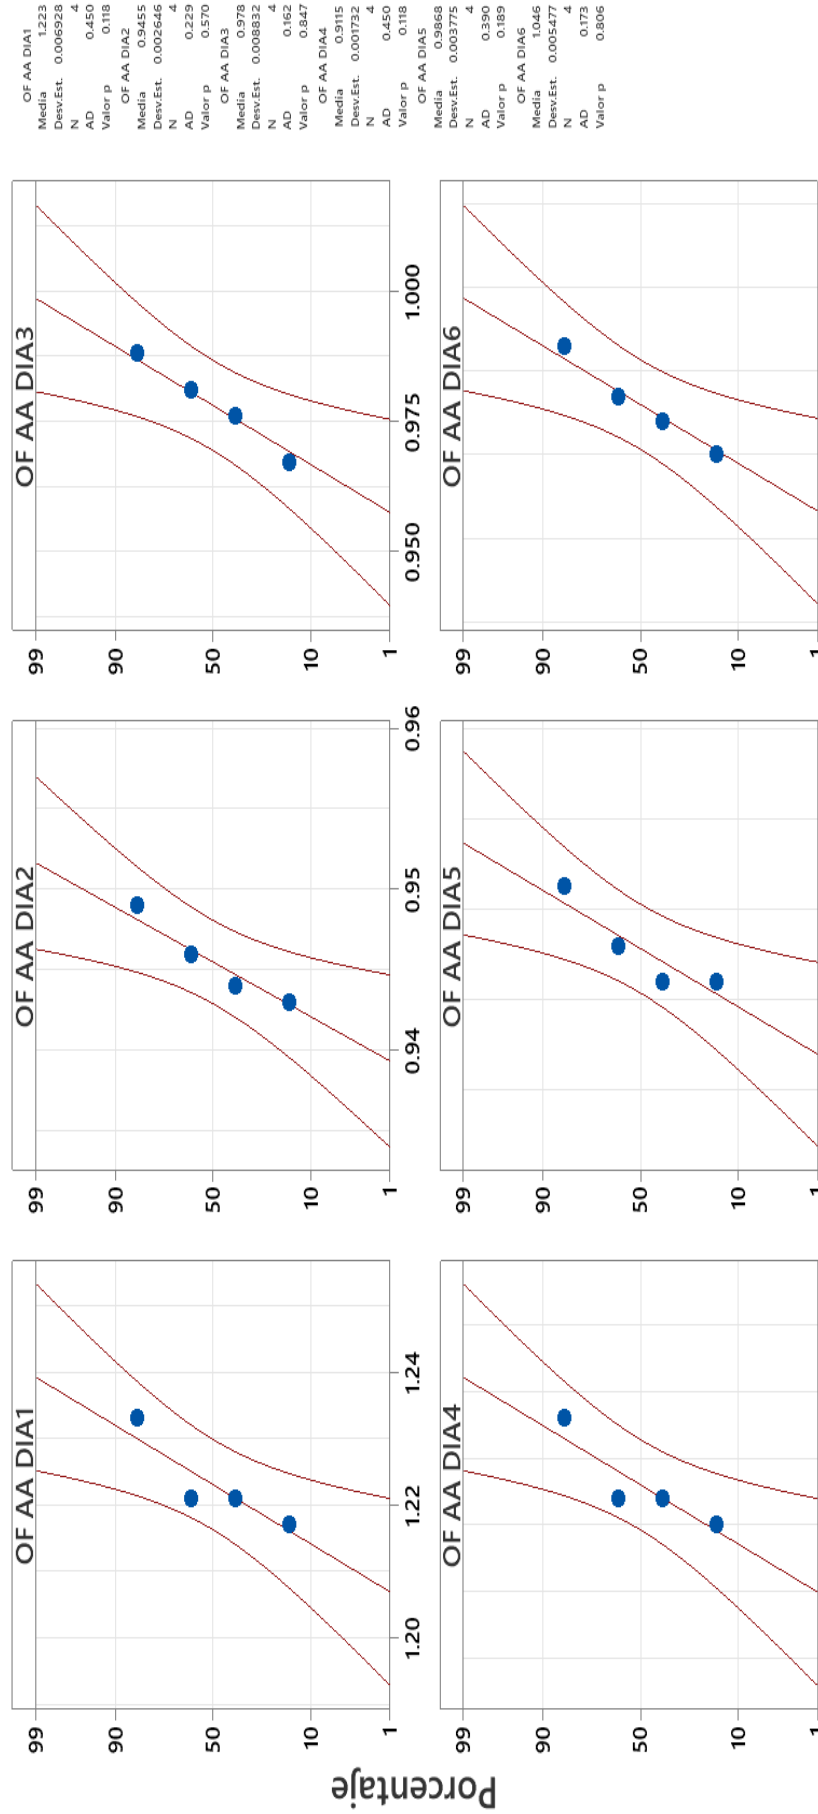 Porcentaje
OF AA DIA1
99
90
50
10
1
1.20
1.22
1.24
OF AA DIA2
99
90
50
10
1
0.94
0.95
0.96
OF AA DIA3
99
90
50
10
1
0.950
0.975
1.000
OF AA DIA4
99
90
50
10
1
OF AA DIA5
99
90
50
10
1
OF AA DIA6
99
90
50
10
1
OF AA DIA1
Media 1.223
Desv.Est. 0.006928
N 4
AD 0.450
Valor p 0.118
OF AA DIA2
Media 0.9455
Desv.Est. 0.002646
N 4
AD 0.229
Valor p 0.570
OF AA DIA3
Media 0.978
Desv.Est. 0.008832
N 4
AD 0.162
Valor p 0.847
OF AA DIA4
Media 0.9115
Desv.Est. 0.001732
N 4
AD 0.450
Valor p 0.118
OF AA DIA5
Media 0.9868
Desv.Est. 0.003775
N 4
AD 0.390
Valor p 0.189
OF AA DIA6
Media 1.046
Desv.Est. 0.005477
N 4
AD 0.173
Valor p 0.806